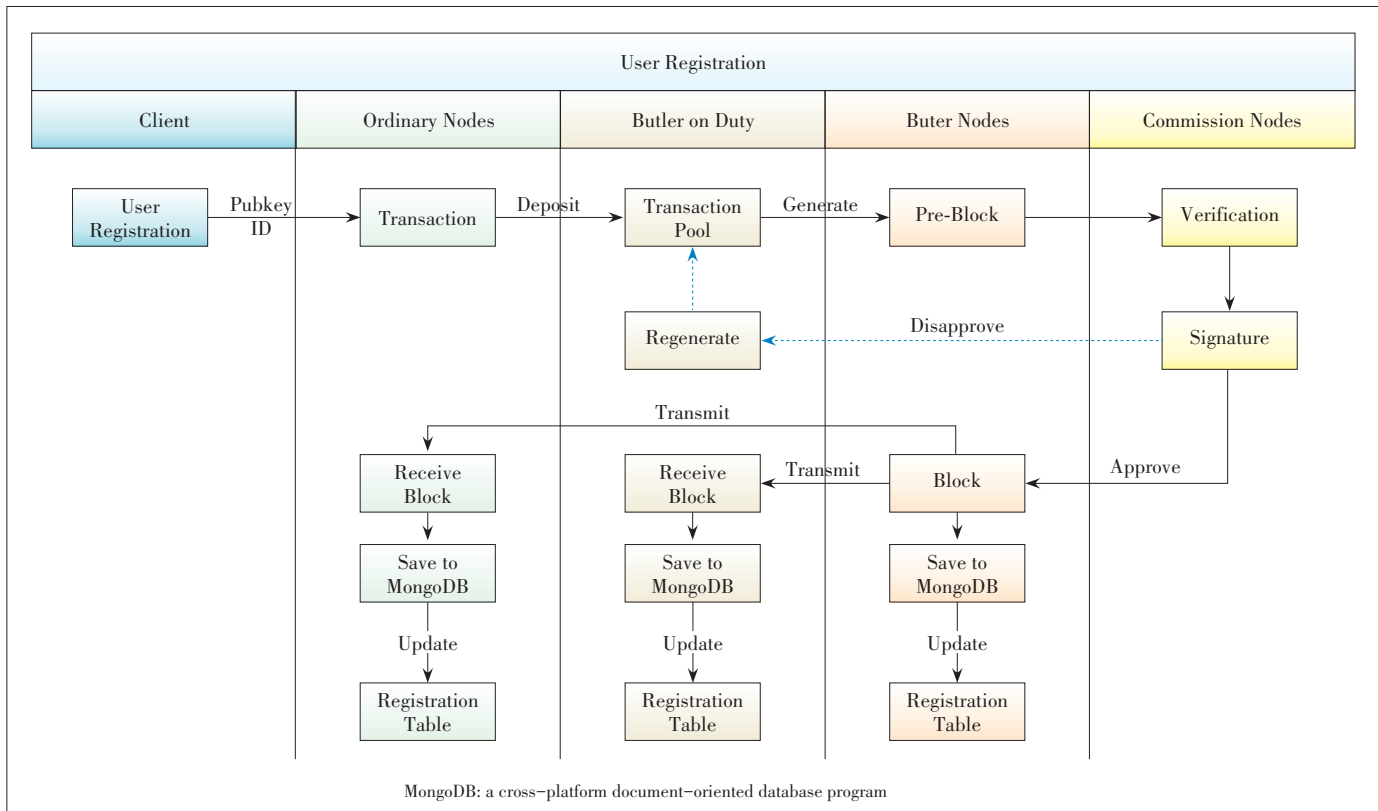 User Registration
Client
Ordinary Nodes
Butler on Duty
Buter Nodes
Commission Nodes
User
Registration
Pubkey
ID
Transaction
Deposit
Transaction
Pool
Generate
Pre-Block
Verification
Regenerate
Disapprove
Signature
Transmit
Receive
Block
Receive
Block
Transmit
Block
Approve
Save to
MongoDB
Save to
MongoDB
Save to
MongoDB
Update
Update
Update
Registration
Table
Registration
Table
Registration
Table
MongoDB: a cross-platform document-oriented database program